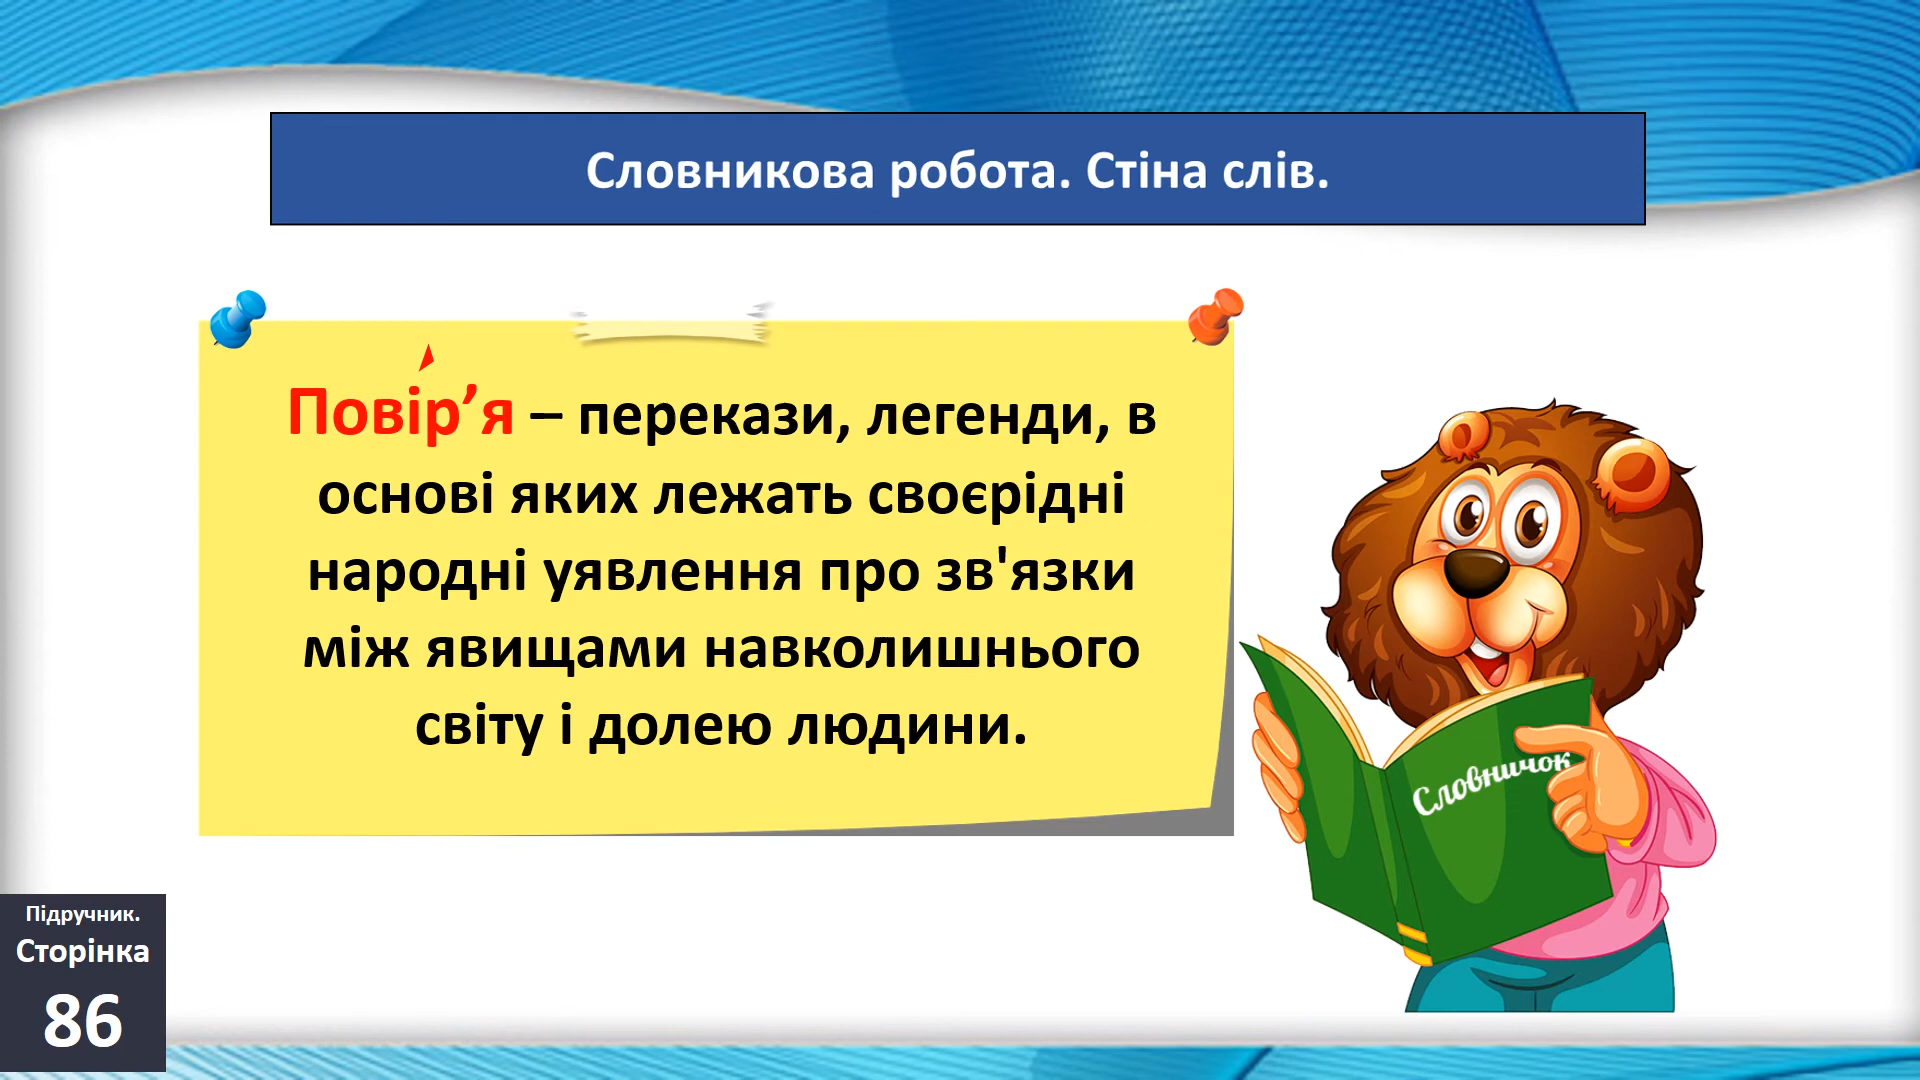 Словникова робота. Стіна слів.
Повір’я – перекази, легенди, в
основі яких лежать своєрідні
народні уявлення про зв'язки
між явищами навколишнього
світу і долею людини.
Словничок
Підручник.
Сторінка
86